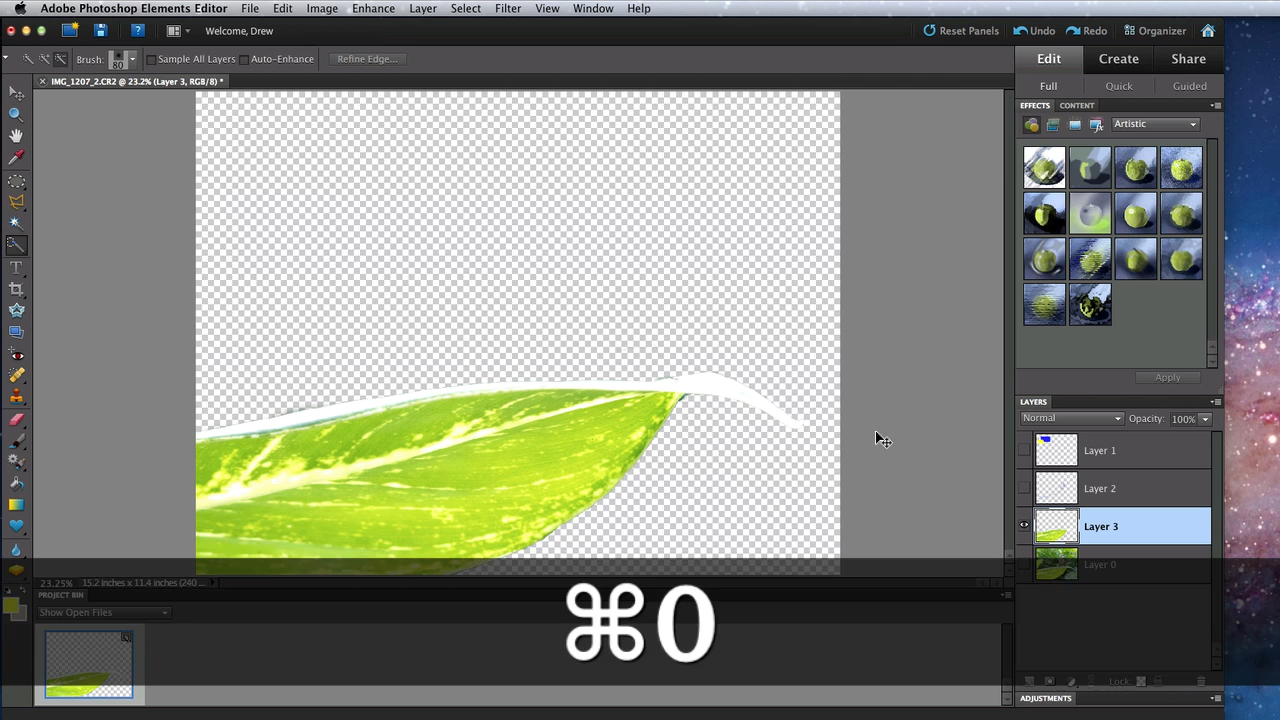 Adobe Photoshop Elements Editor File Edit Image Enhance Layer Select Filter View Window Help
? Welcome, Drew Reset Panels Undo Redo Organizer
Brush: 80 Sample All Layers Auto-Enhance Refine Edge... Edit Create Share
IMG_1207_2.CR2 @ 23.2% (Layer 3, RGB/8) *
Full Quick Guided
EFFECTS CONTENT
Artistic
Apply
LAYERS
Normal Opacity: 100%
Layer 1
Layer 2
Layer 3
Layer 0
23.25% 15.2 inches x 11.4 inches (240 ...
PROJECT BIN
Show Open Files
⌘0
Lock:
ADJUSTMENTS